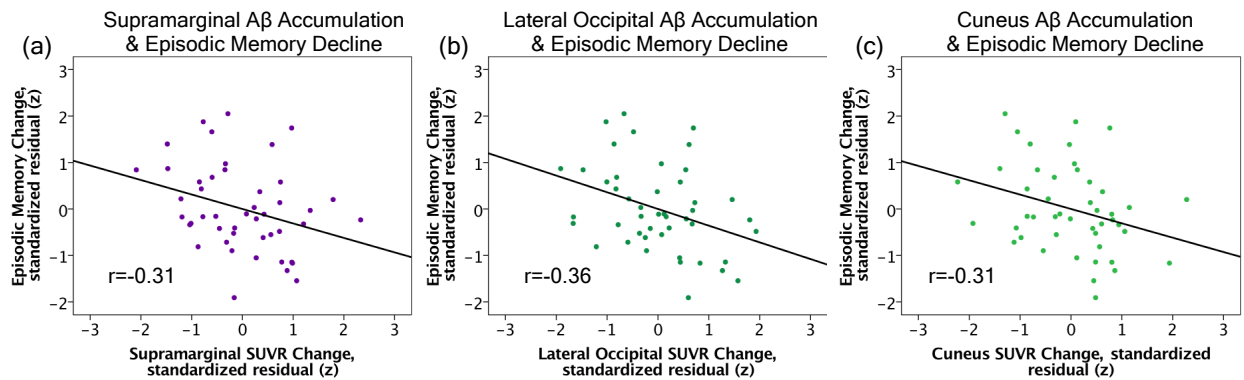 (a)
Supramarginal Aβ Accumulation
& Episodic Memory Decline
Episodic Memory Change,
standardized residual (z)
3
2
1
0
−1
−2
r=-0.31
−3 −2 −1 0 1 2 3
Supramarginal SUVR Change,
standardized residual (z)
(b)
Lateral Occipital Aβ Accumulation
& Episodic Memory Decline
Episodic Memory Change,
standardized residual (z)
3
2
1
0
−1
−2
r=-0.36
−3 −2 −1 0 1 2 3
Lateral Occipital SUVR Change,
standardized residual (z)
(c)
Cuneus Aβ Accumulation
& Episodic Memory Decline
Episodic Memory Change,
standardized residual (z)
3
2
1
0
−1
−2
r=-0.31
−3 −2 −1 0 1 2 3
Cuneus SUVR Change, standardized
residual (z)